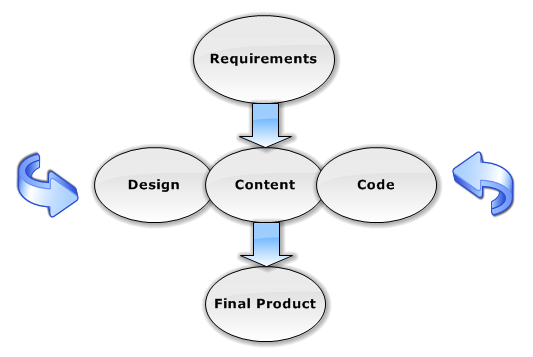 Requirements
Design
Content
Code
Final Product